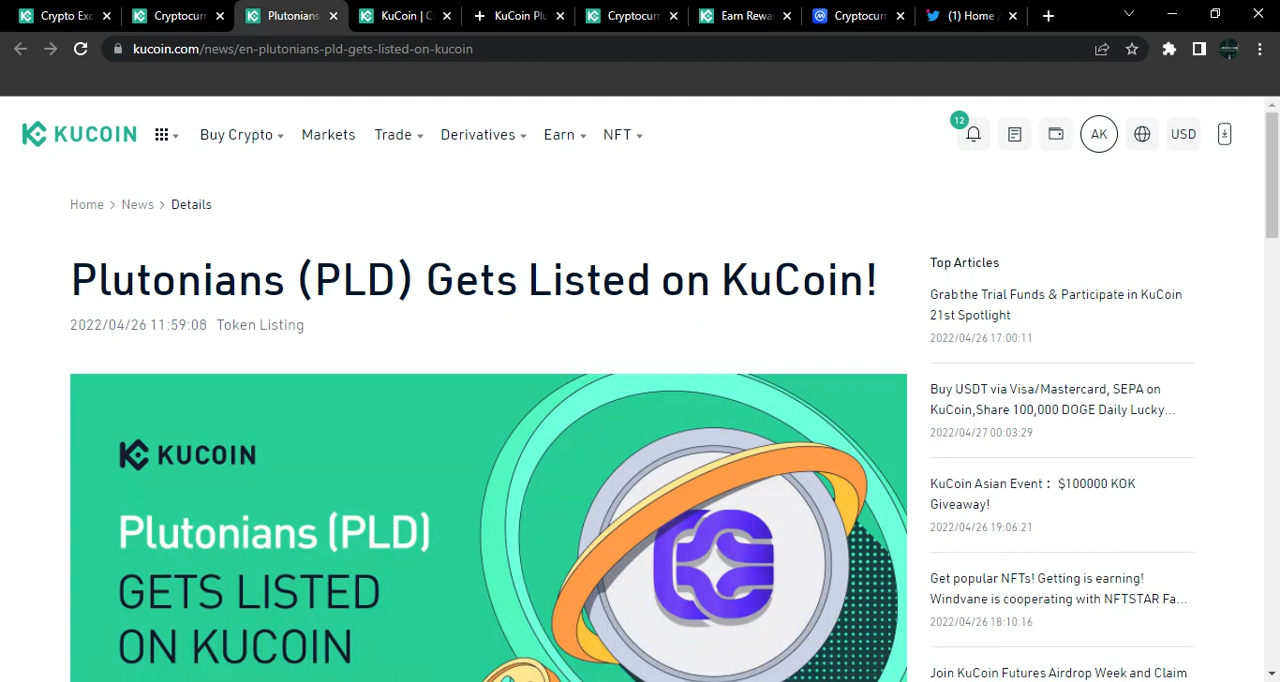 Crypto Exc
Cryptocurr
Plutonians
KuCoin | C
KuCoin Plu
Cryptocurr
Earn Rewar
Cryptocurr
(1) Home /
kucoin.com/news/en-plutonians-pld-gets-listed-on-kucoin
KUCOIN
Buy Crypto
Markets
Trade
Derivatives
Earn
NFT
12
AK
USD
Home > News > Details
Plutonians (PLD) Gets Listed on KuCoin!
2022/04/26 11:59:08 Token Listing
KUCOIN
Plutonians (PLD)
GETS LISTED
ON KUCOIN
Top Articles
Grab the Trial Funds & Participate in KuCoin
21st Spotlight
2022/04/26 17:00:11
Buy USDT via Visa/Mastercard, SEPA on
KuCoin,Share 100,000 DOGE Daily Lucky...
2022/04/27 00:03:29
KuCoin Asian Event： $100000 KOK
Giveaway!
2022/04/26 19:06:21
Get popular NFTs! Getting is earning!
Windvane is cooperating with NFTSTAR Fa...
2022/04/26 18:10:16
Join KuCoin Futures Airdrop Week and Claim